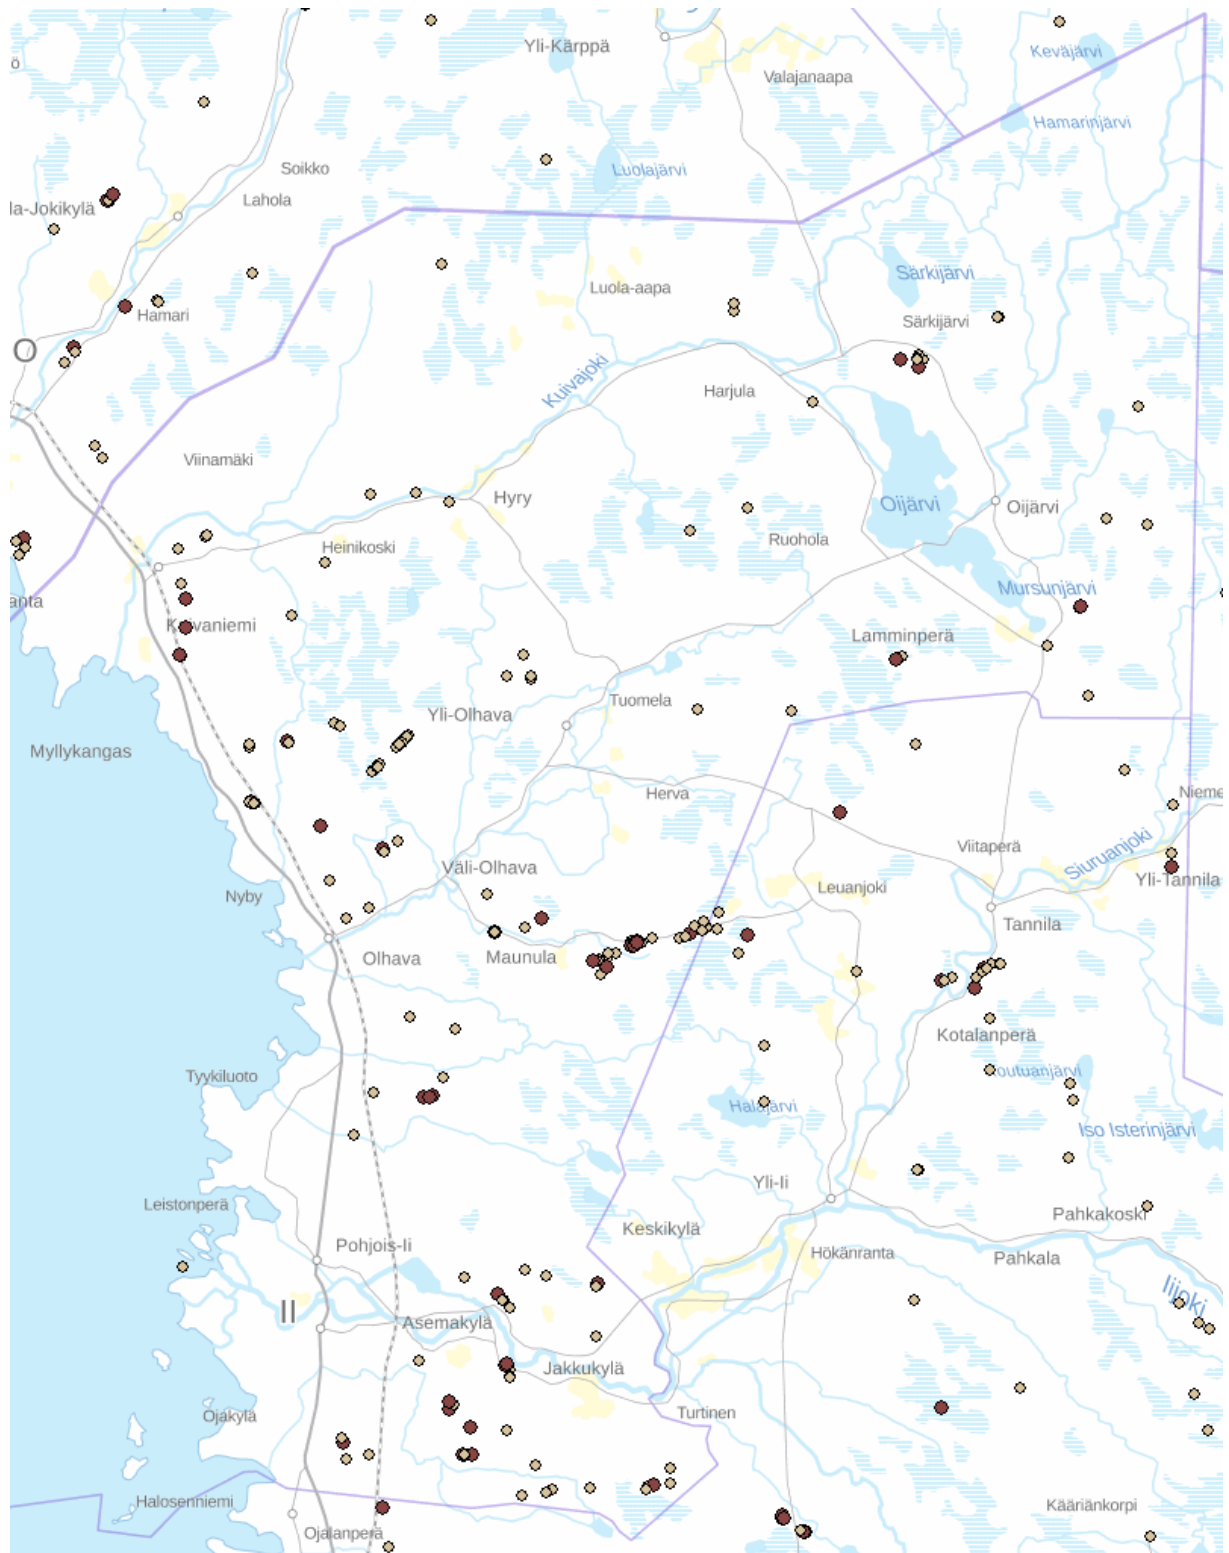 Yli-Kärppä
Keväjärvi
ö
Valajanaapa
Hamarinjärvi
Soikko
Luolajärvi
Lahola
la-Jokikylä
Särkijärvi
Luola-aapa
Hamari
Särkijärvi
O
Kuivajoki
Harjula
Viinamäki
Hyry
Oijärvi
Oijärvi
Ruohola
Heinikoski
Mursunjärvi
anta
Kuivaniemi
Lamminperä
Tuomela
Yli-Olhava
Myllykangas
Herva
Nieme
Viitaperä
Siuruanjoki
Väli-Olhava
Leuanjoki
Yli-Tannila
Nyby
Tannila
Olhava
Maunula
Kotalanperä
Tyykiluoto
outuanjärvi
Halajärvi
Iso Isterinjärvi
Yli-Ii
Leistonperä
Pahkakoski
Keskikylä
Pohjois-Ii
Hökänranta
Pahkala
Iijoki
II
Asemakylä
Jakkukylä
Ojakylä
Turtinen
Halosenniemi
Kääriänkorpi
Ojalanperä